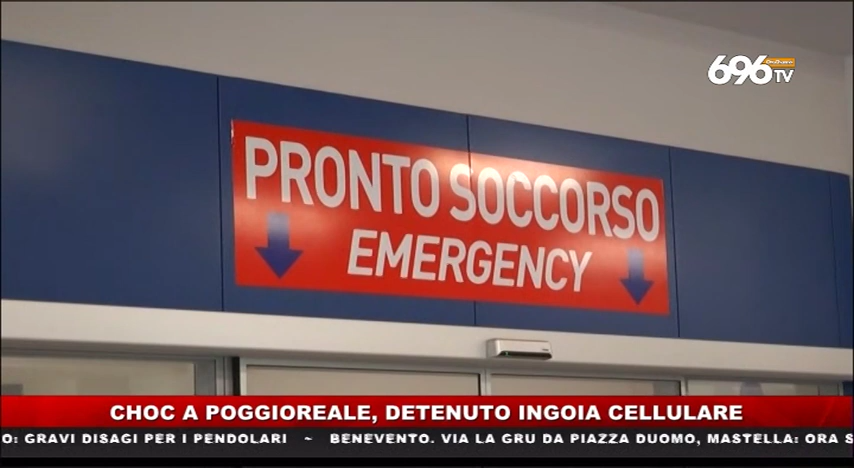 696
TV
PRONTO SOCCORSO
EMERGENCY
CHOC A POGGIOREALE, DETENUTO INGOIA CELLULARE
O: GRAVI DISAGI PER I PENDOLARI ~ BENEVENTO. VIA LA GRU DA PIAZZA DUOMO, MASTELLA: ORA S